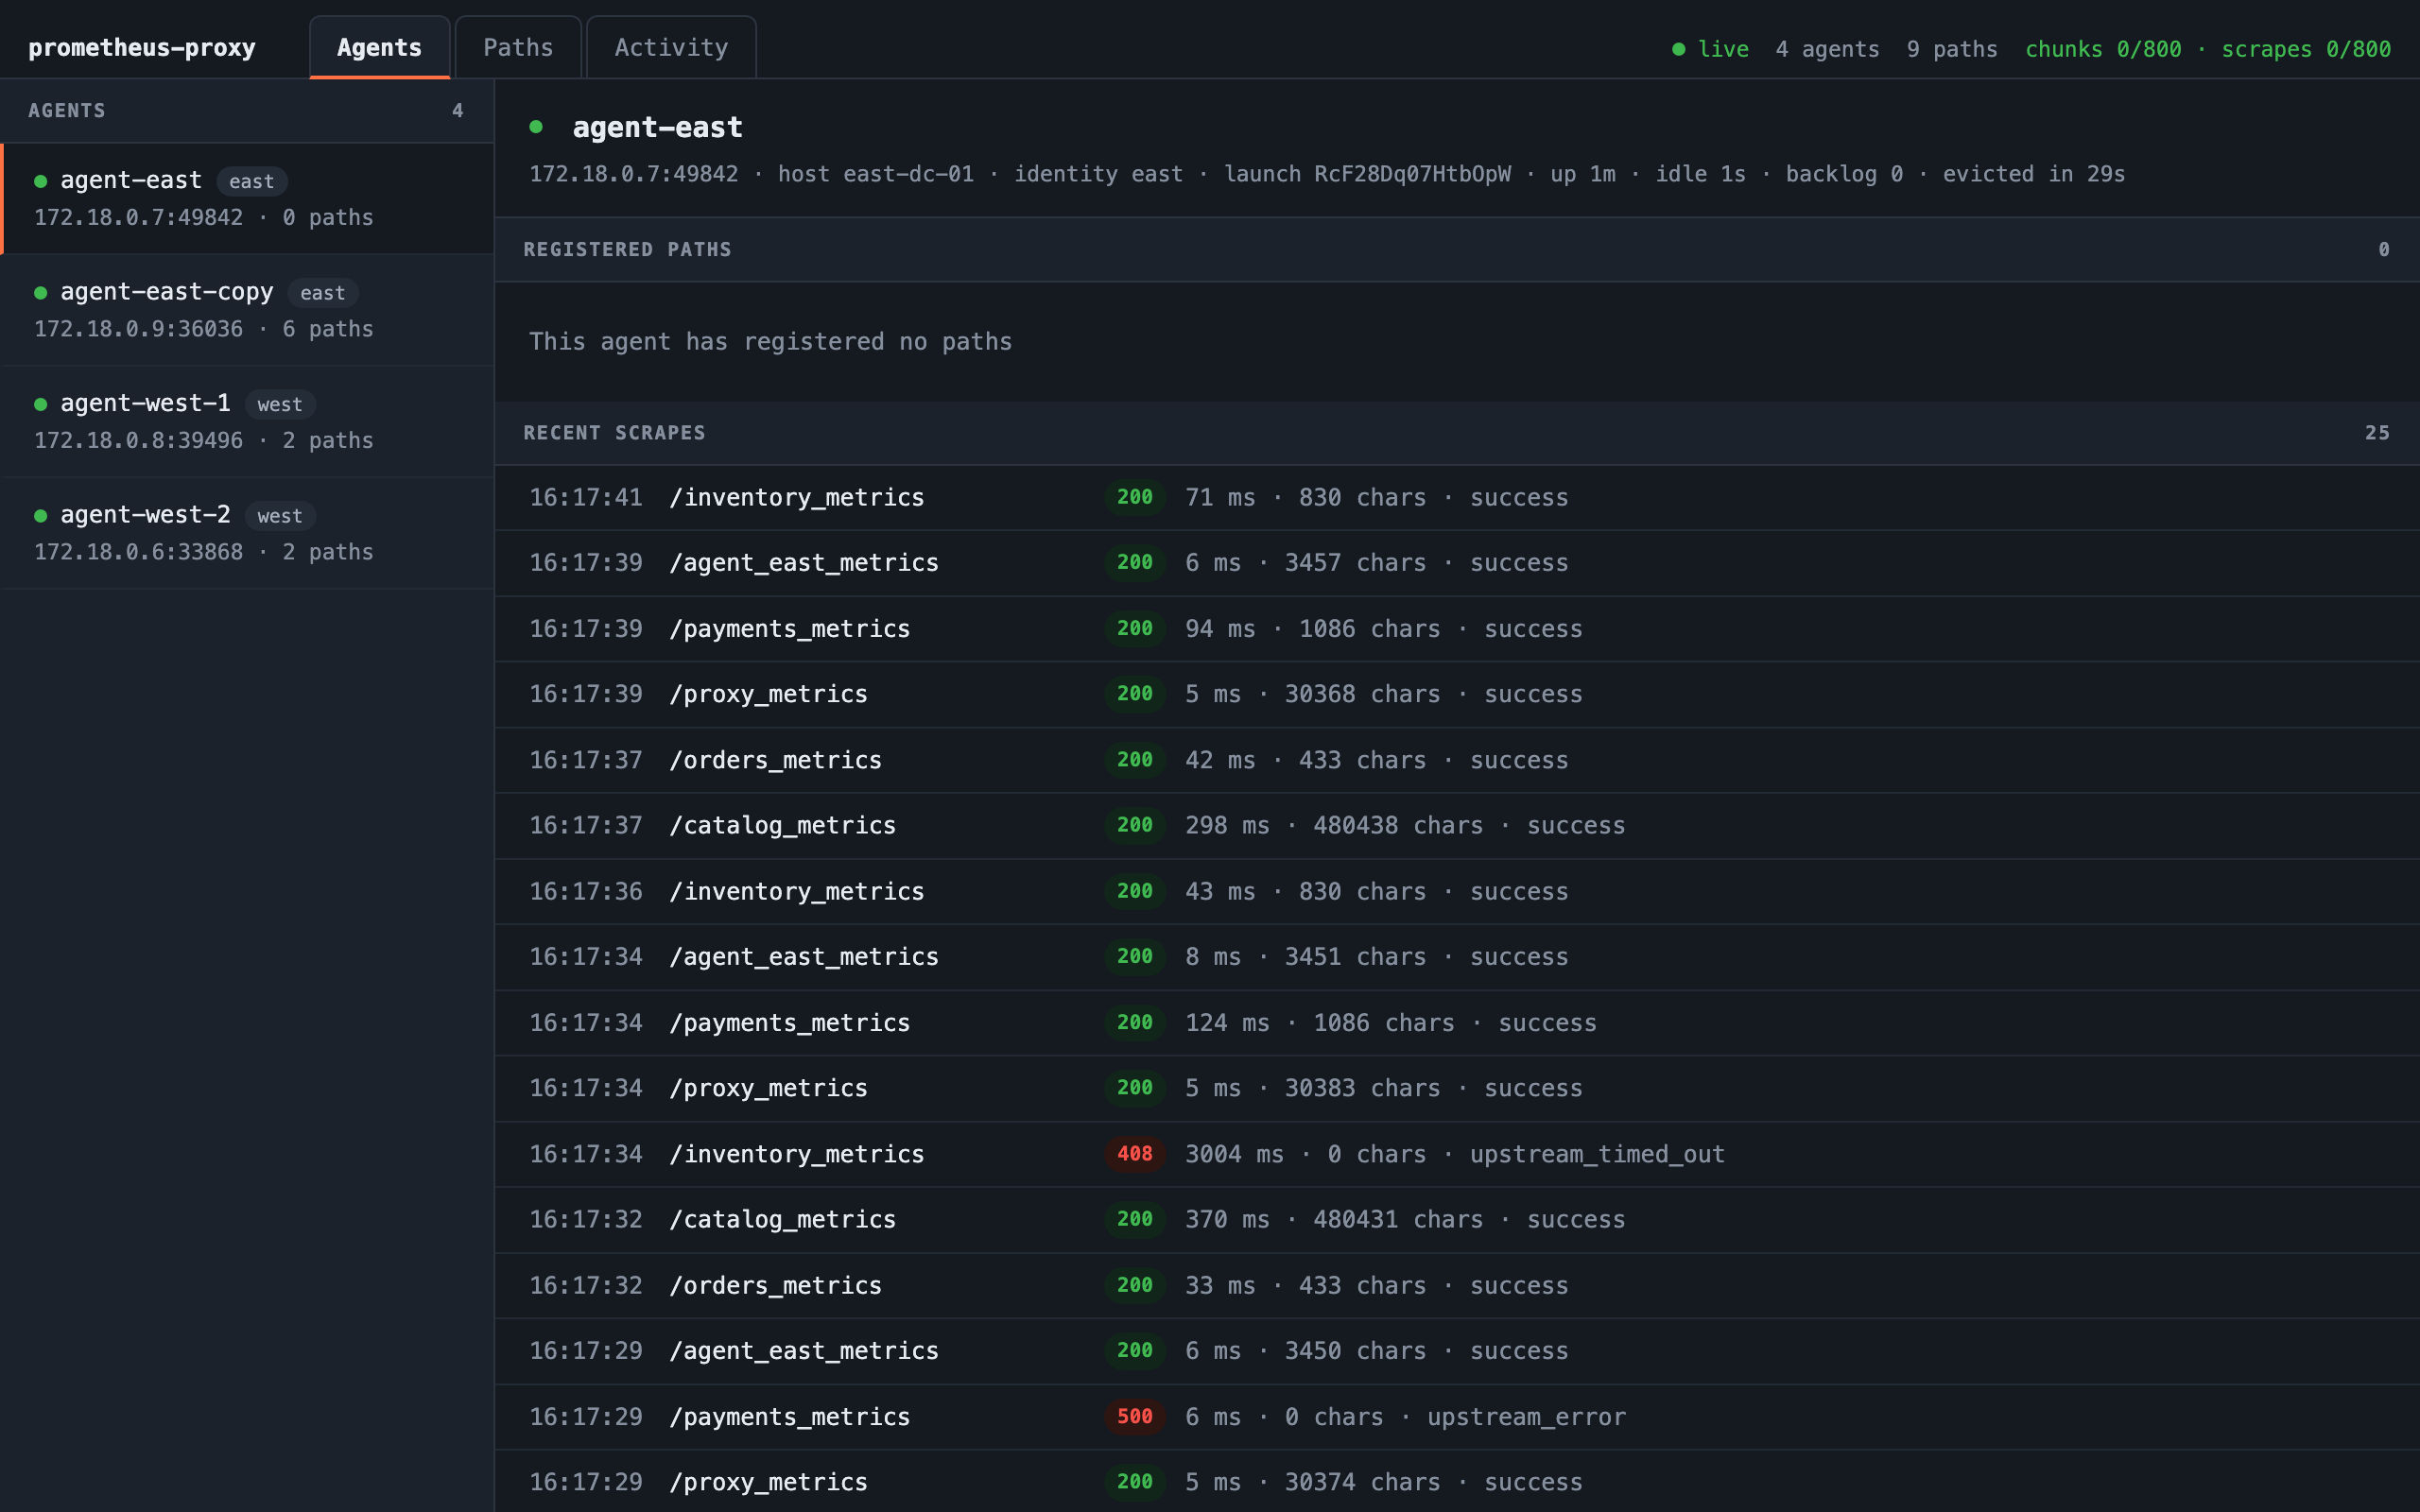 prometheus-proxy Agents Paths Activity live 4 agents 9 paths chunks 0/800 · scrapes 0/800
AGENTS 4
agent-east east
172.18.0.7:49842 · 0 paths
agent-east-copy east
172.18.0.9:36036 · 6 paths
agent-west-1 west
172.18.0.8:39496 · 2 paths
agent-west-2 west
172.18.0.6:33868 · 2 paths
agent-east
172.18.0.7:49842 · host east-dc-01 · identity east · launch RcF28Dq07HtbOpW · up 1m · idle 1s · backlog 0 · evicted in 29s
REGISTERED PATHS 0
This agent has registered no paths
RECENT SCRAPES 25
16:17:41 /inventory_metrics 200 71 ms · 830 chars · success
16:17:39 /agent_east_metrics 200 6 ms · 3457 chars · success
16:17:39 /payments_metrics 200 94 ms · 1086 chars · success
16:17:39 /proxy_metrics 200 5 ms · 30368 chars · success
16:17:37 /orders_metrics 200 42 ms · 433 chars · success
16:17:37 /catalog_metrics 200 298 ms · 480438 chars · success
16:17:36 /inventory_metrics 200 43 ms · 830 chars · success
16:17:34 /agent_east_metrics 200 8 ms · 3451 chars · success
16:17:34 /payments_metrics 200 124 ms · 1086 chars · success
16:17:34 /proxy_metrics 200 5 ms · 30383 chars · success
16:17:34 /inventory_metrics 408 3004 ms · 0 chars · upstream_timed_out
16:17:32 /catalog_metrics 200 370 ms · 480431 chars · success
16:17:32 /orders_metrics 200 33 ms · 433 chars · success
16:17:29 /agent_east_metrics 200 6 ms · 3450 chars · success
16:17:29 /payments_metrics 500 6 ms · 0 chars · upstream_error
16:17:29 /proxy_metrics 200 5 ms · 30374 chars · success